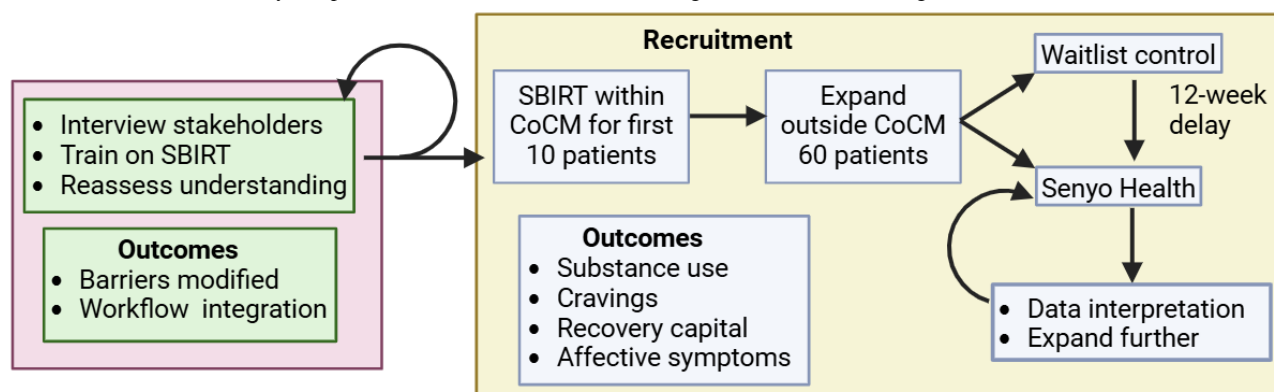 • Interview stakeholders
• Train on SBIRT
• Reassess understanding
Outcomes
• Barriers modified
• Workflow integration
Recruitment
SBIRT within
CoCM for first
10 patients
Expand
outside CoCM
60 patients
Waitlist control
12-week
delay
Senyo Health
• Data interpretation
• Expand further
Outcomes
• Substance use
• Cravings
• Recovery capital
• Affective symptoms